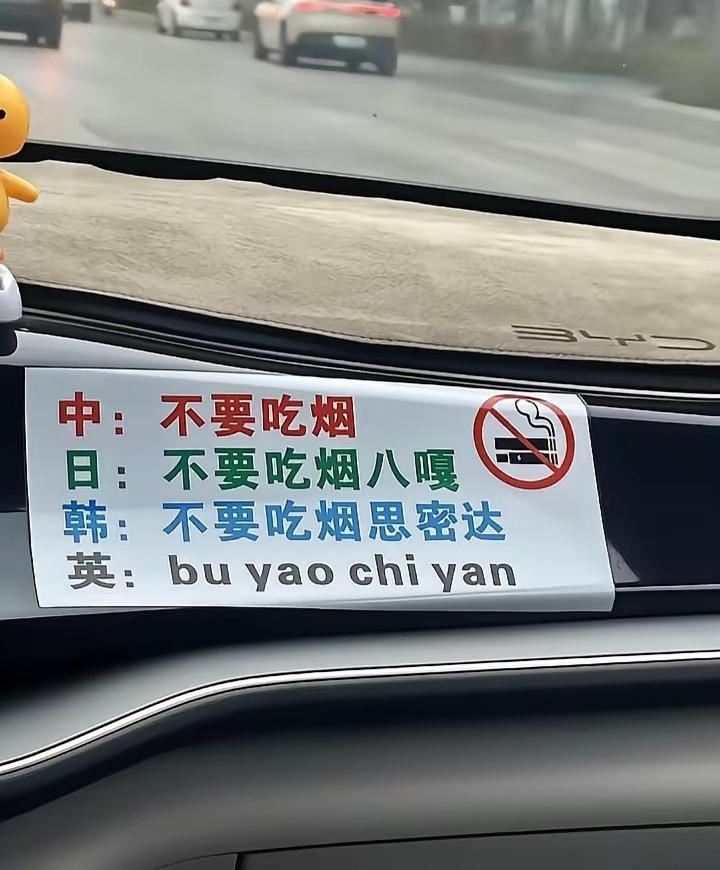 BYD
中：不要吃烟
日：不要吃烟八嘎
韩：不要吃烟思密达
英：bu yao chi yan